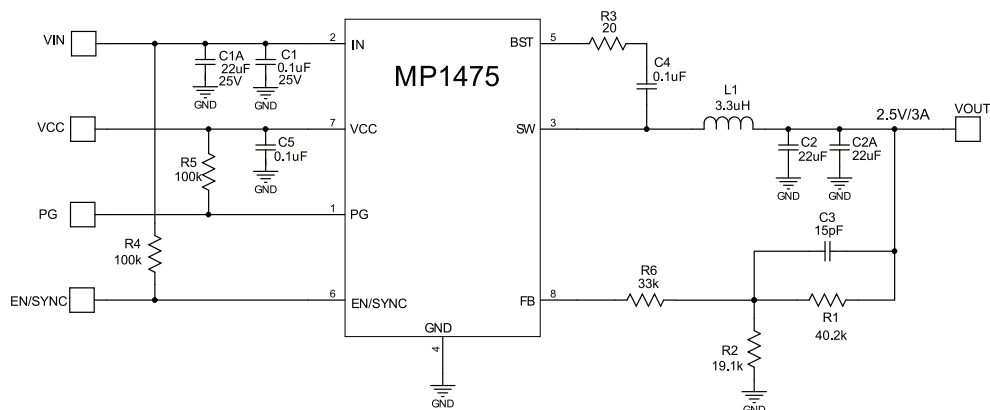 VIN
2
IN
C1A
22uF
25V
GND
C1
0.1uF
25V
GND
MP1475
BST
5
R3
20
C4
0.1uF
VCC
7
VCC
C5
0.1uF
GND
R5
100k
SW
3
L1
3.3uH
2.5V/3A
VOUT
C2
22uF
GND
C2A
22uF
GND
PG
1
PG
R4
100k
C3
15pF
EN/SYNC
6
EN/SYNC
FB
8
R6
33k
R1
40.2k
R2
19.1k
GND
GND
4
GND